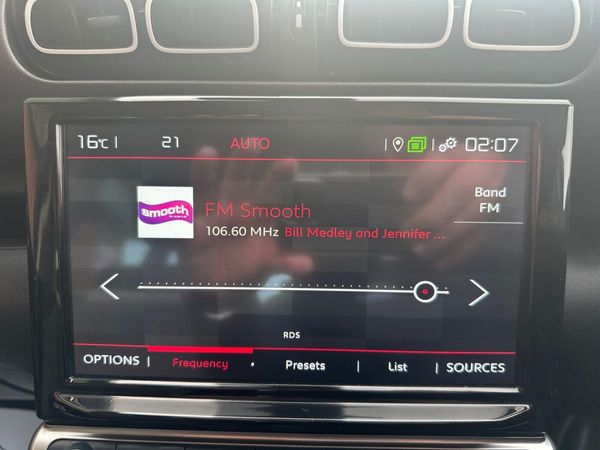 16°C
21
AUTO
02:07
smooth
RADIO
FM Smooth
106.60 MHz Bill Medley and Jennifer ...
Band
FM
RDS
OPTIONS
Frequency
Presets
List
SOURCES